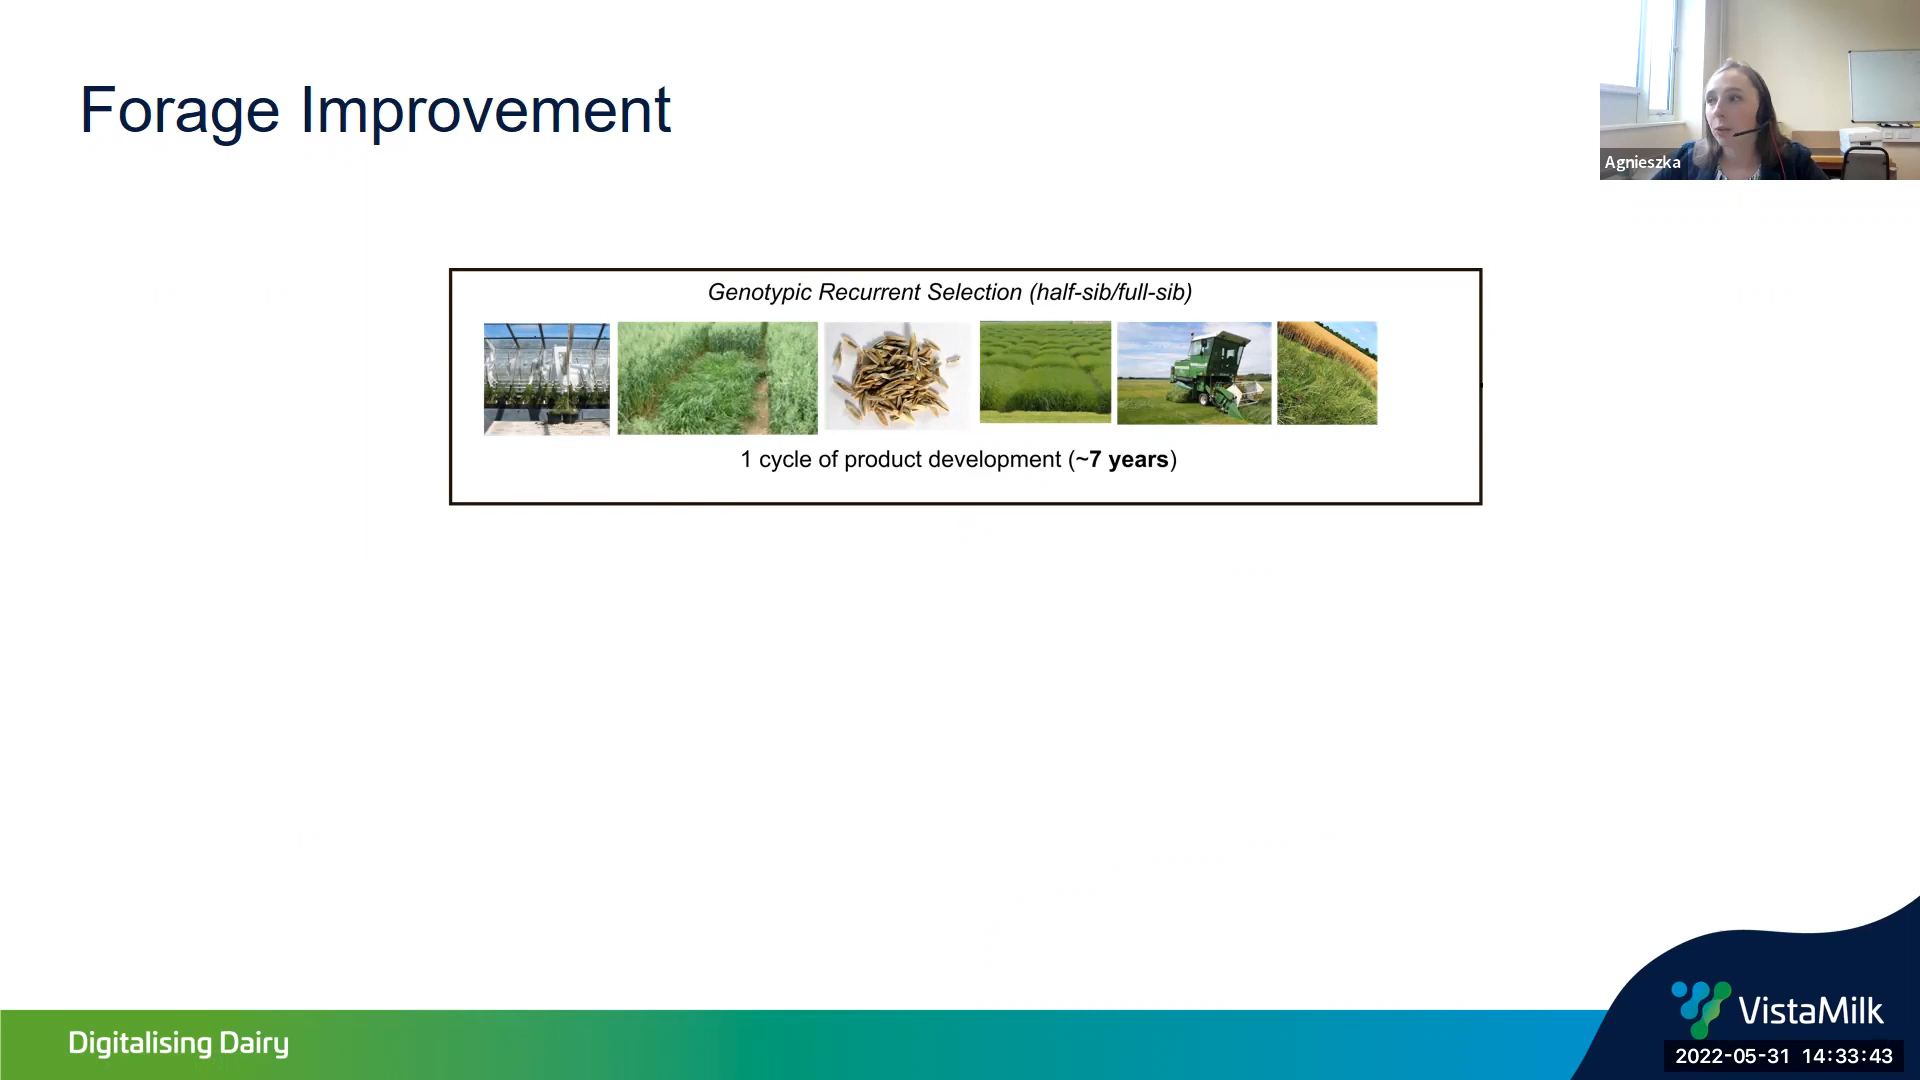 Forage Improvement
Agnieszka
Genotypic Recurrent Selection (half-sib/full-sib)
1 cycle of product development (~7 years)
Digitalising Dairy
VistaMilk
2022-05-31 14:33:43